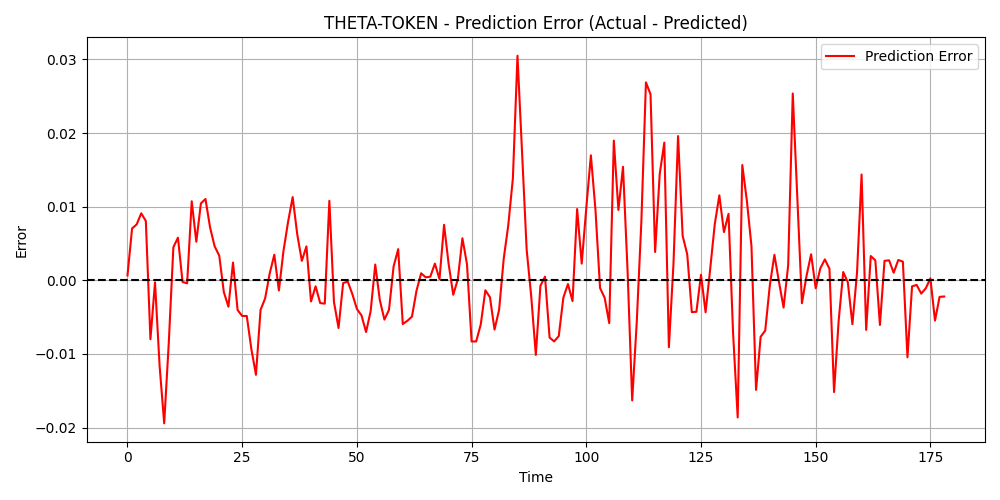 THETA-TOKEN - Prediction Error (Actual - Predicted)
Prediction Error
Error
0.03
0.02
0.01
0.00
−0.01
−0.02
0 25 50 75 100 125 150 175
Time